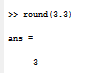 >> round(3.3)
ans =
3